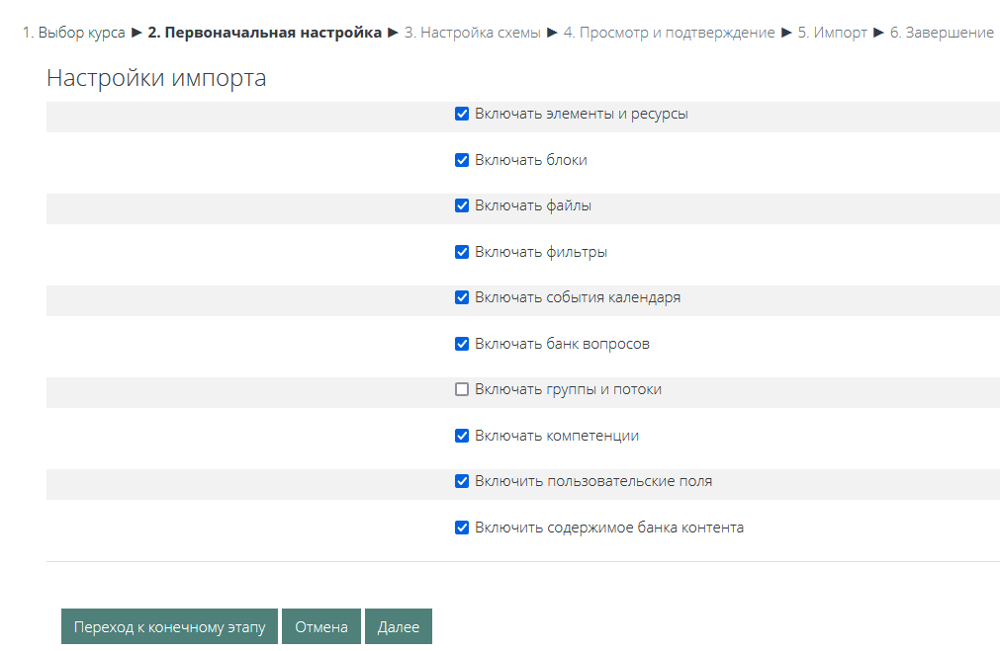 1. Выбор курса ► 2. Первоначальная настройка ► 3. Настройка схемы ► 4. Просмотр и подтверждение ► 5. Импорт ► 6. Завершение
Настройки импорта
Включать элементы и ресурсы
Включать блоки
Включать файлы
Включать фильтры
Включать события календаря
Включать банк вопросов
Включать группы и потоки
Включать компетенции
Включить пользовательские поля
Включить содержимое банка контента
Переход к конечному этапу Отмена Далее